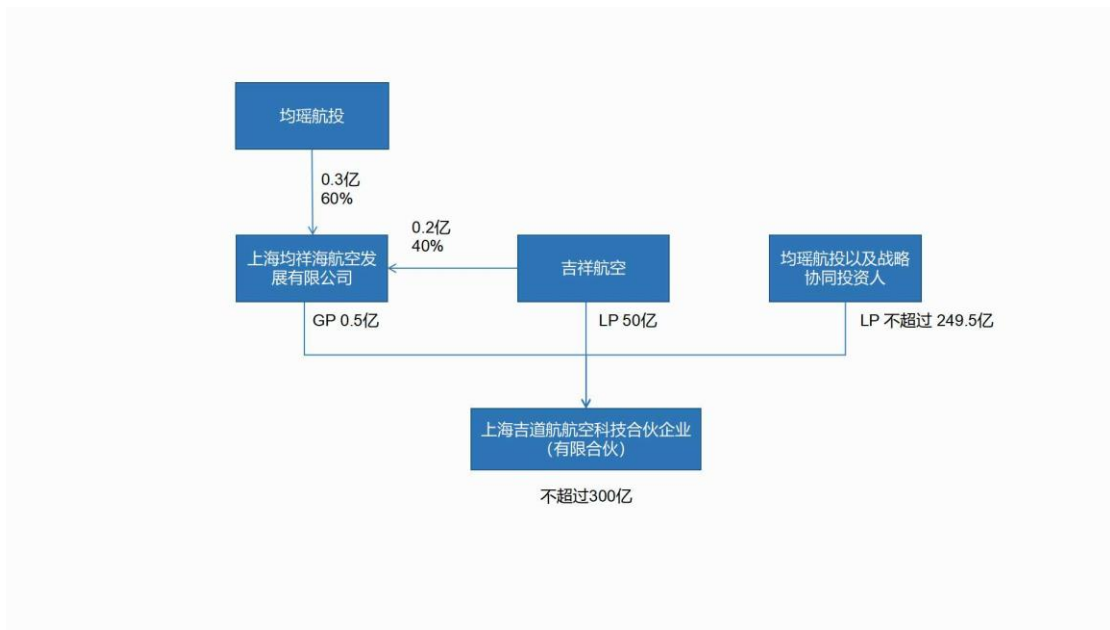 均瑶航投
0.3亿
60%
0.2亿
40%
上海均祥海航空发
展有限公司
吉祥航空
均瑶航投以及战略
协同投资人
GP 0.5亿
LP 50亿
LP 不超过 249.5亿
上海吉道航航空科技合伙企业
（有限合伙）
不超过300亿